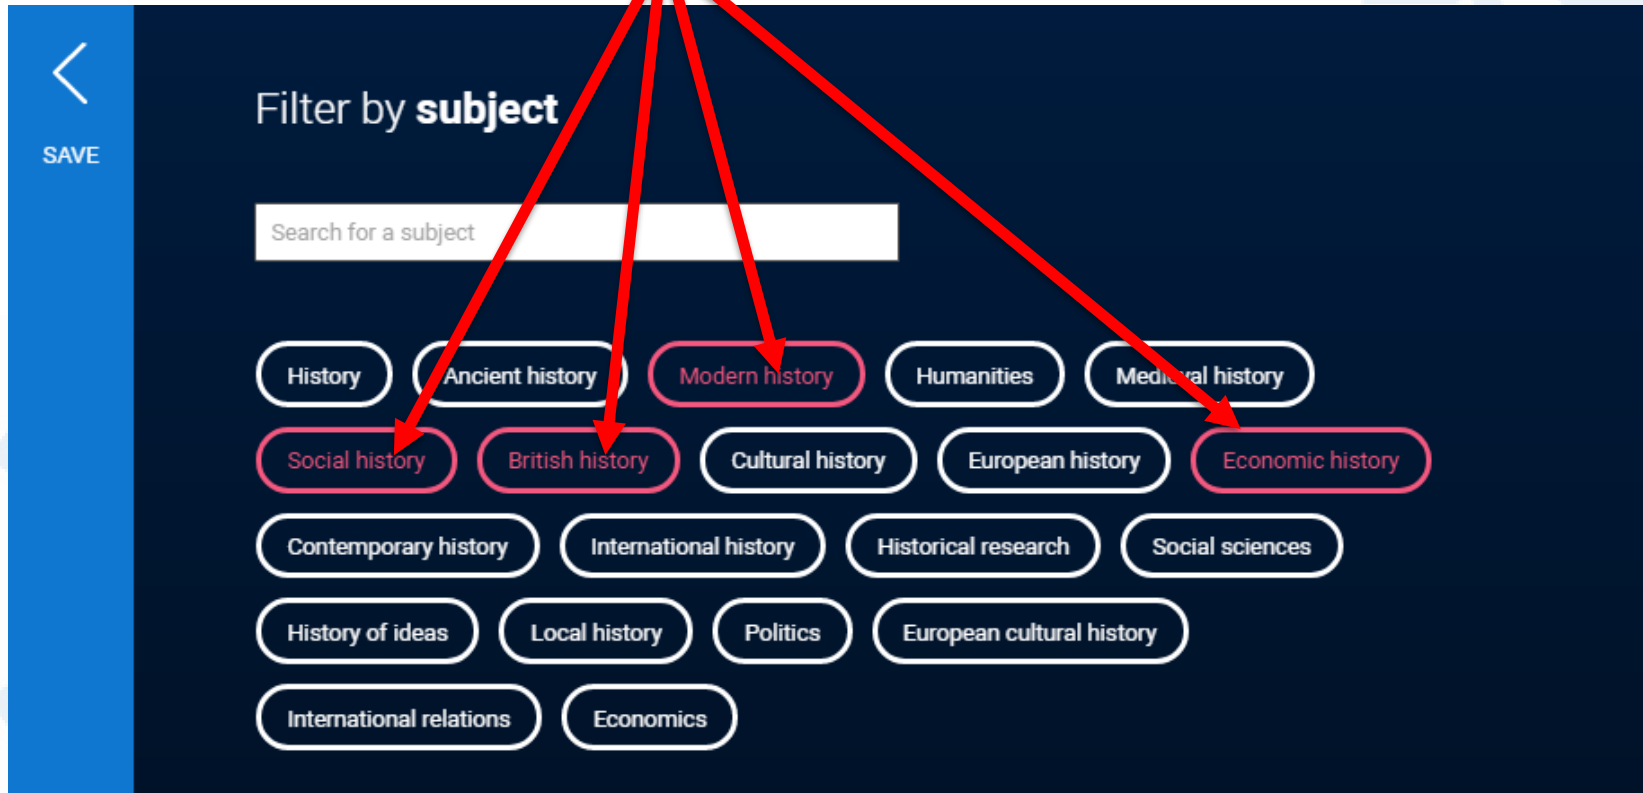 Filter by subject
SAVE
Search for a subject
History Ancient history Modern history Humanities Medieval history
Social history British history Cultural history European history Economic history
Contemporary history International history Historical research Social sciences
History of ideas Local history Politics European cultural history
International relations Economics